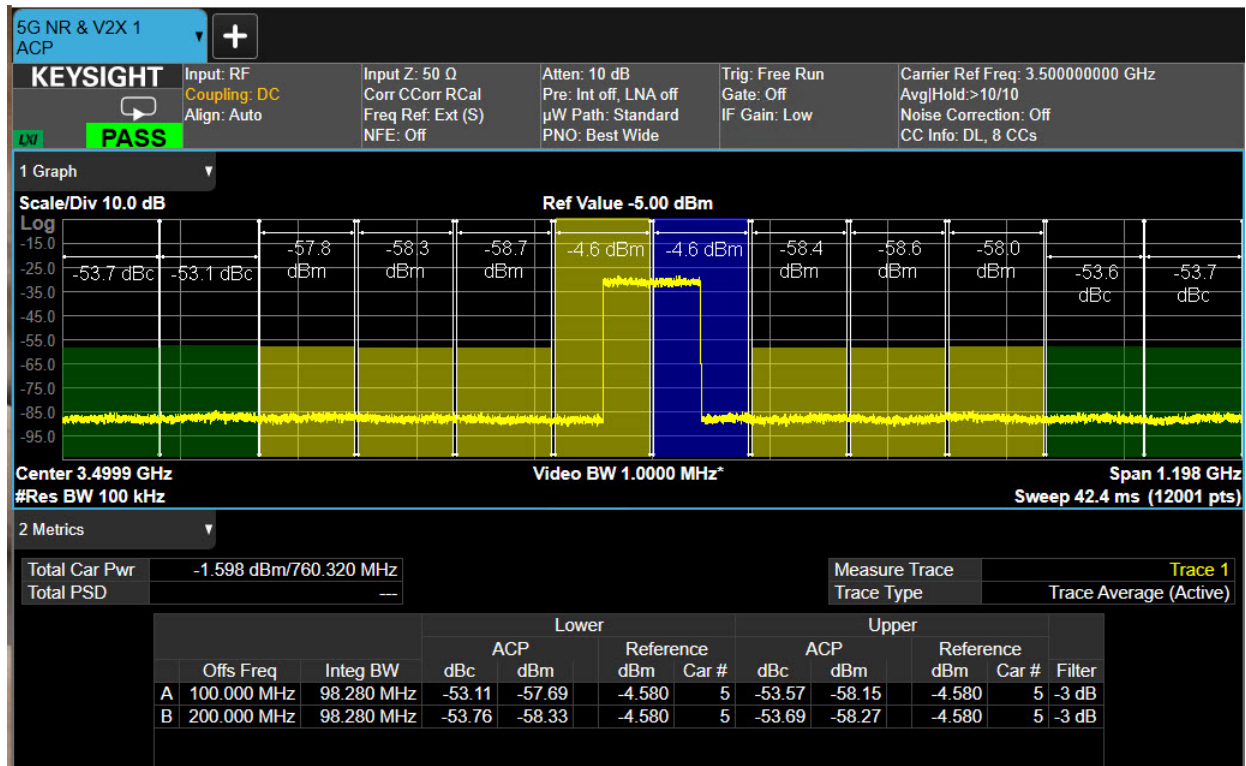 5G NR & V2X 1
ACP
KEYSIGHT
LXI
PASS
Input: RF
Coupling: DC
Align: Auto
Input Z: 50 Ω
Corr CCorr RCal
Freq Ref: Ext (S)
NFE: Off
Atten: 10 dB
Pre: Int off, LNA off
µW Path: Standard
PNO: Best Wide
Trig: Free Run
Gate: Off
IF Gain: Low
Carrier Ref Freq: 3.500000000 GHz
Avg|Hold:>10/10
Noise Correction: Off
CC Info: DL, 8 CCs
1 Graph
Scale/Div 10.0 dB
Ref Value -5.00 dBm
Log
-15.0
-25.0
-35.0
-45.0
-55.0
-65.0
-75.0
-85.0
-95.0
-53.7 dBc
-53.1 dBc
-57.8
dBm
-58.3
dBm
-58.7
dBm
-4.6 dBm
-4.6 dBm
-58.4
dBm
-58.6
dBm
-58.0
dBm
-53.6
dBc
-53.7
dBc
Center 3.4999 GHz
Video BW 1.0000 MHz*
Span 1.198 GHz
#Res BW 100 kHz
Sweep 42.4 ms (12001 pts)
2 Metrics
Total Car Pwr -1.598 dBm/760.320 MHz
Total PSD ---
Measure Trace Trace 1
Trace Type Trace Average (Active)
Lower Upper
ACP Reference ACP Reference
Offs Freq Integ BW dBc dBm dBm Car # dBc dBm dBm Car # Filter
A 100.000 MHz 98.280 MHz -53.11 -57.69 -4.580 5 -53.57 -58.15 -4.580 5 -3 dB
B 200.000 MHz 98.280 MHz -53.76 -58.33 -4.580 5 -53.69 -58.27 -4.580 5 -3 dB